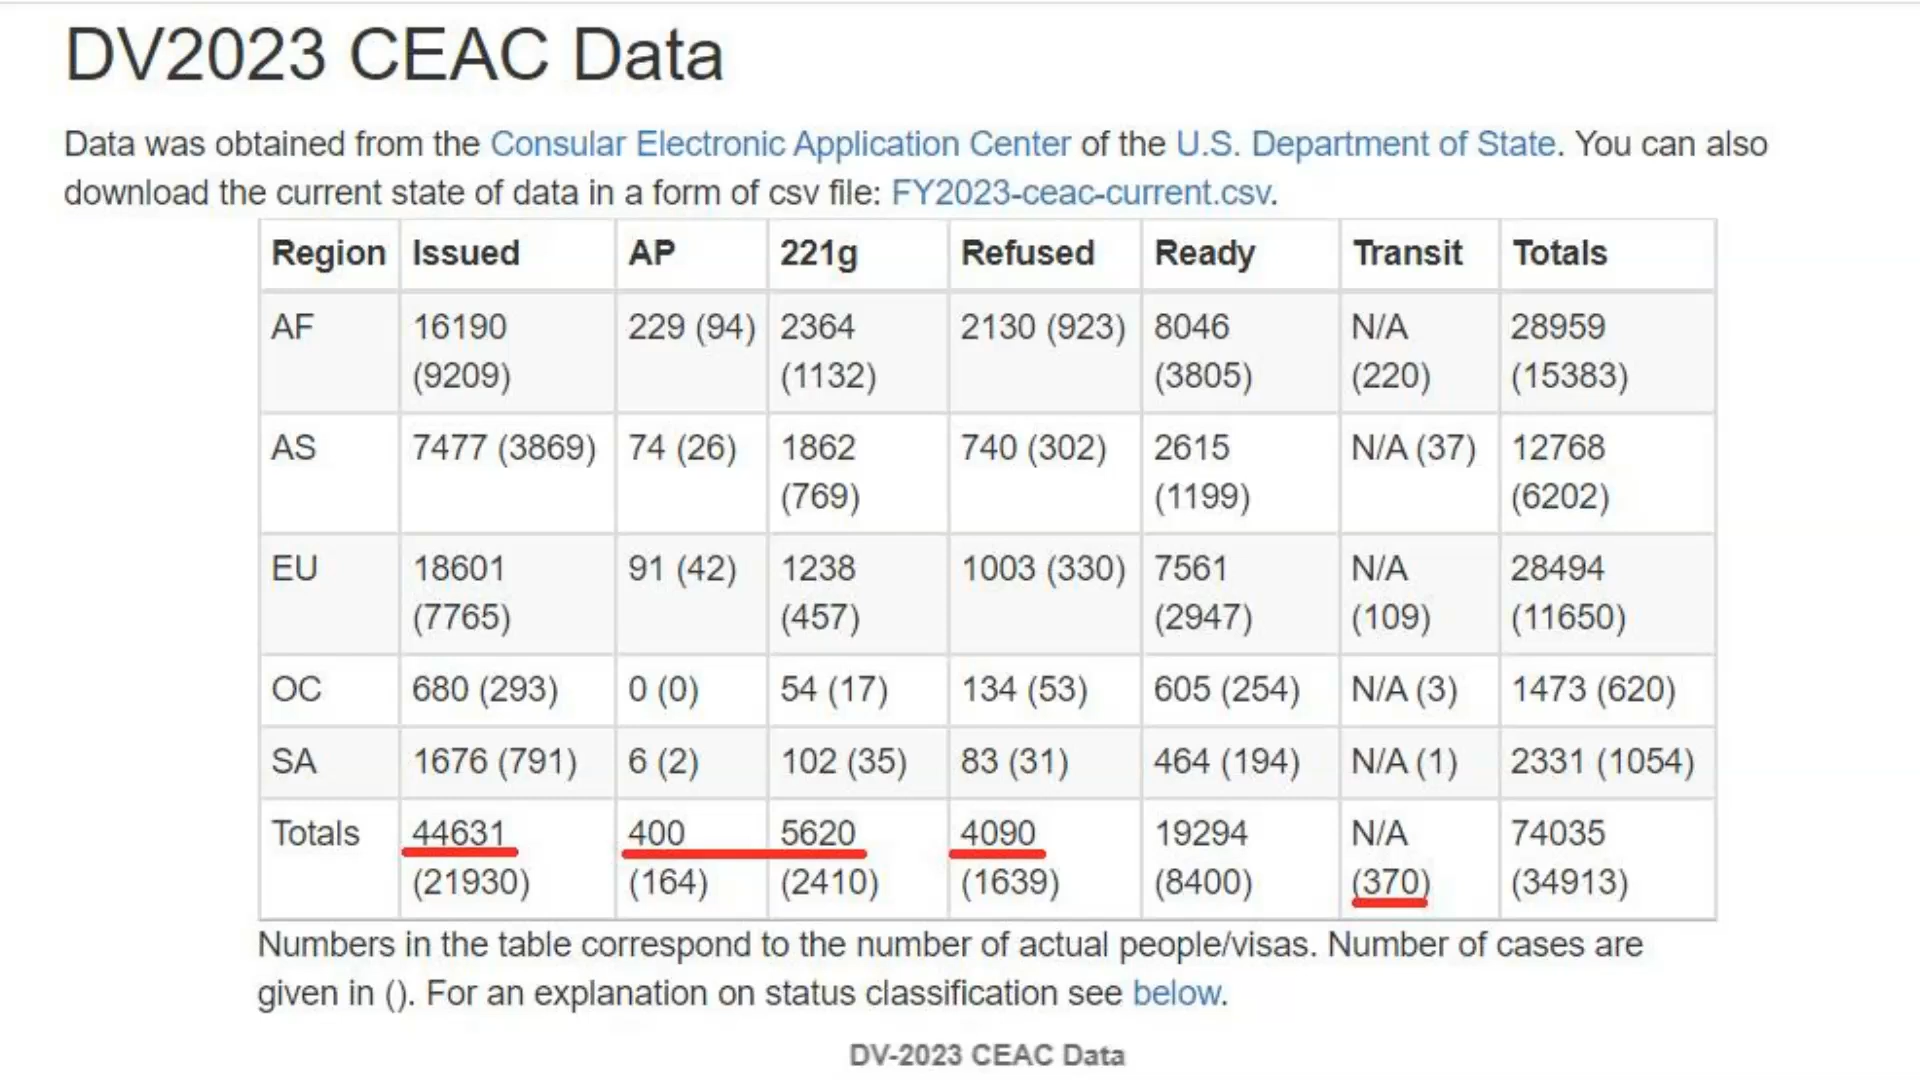 DV2023 CEAC Data
Data was obtained from the Consular Electronic Application Center of the U.S. Department of State. You can also
download the current state of data in a form of csv file: FY2023-ceac-current.csv.
Region Issued AP 221g Refused Ready Transit Totals
AF 16190 229 (94) 2364 2130 (923) 8046 N/A 28959
(9209) (1132) (3805) (220) (15383)
AS 7477 (3869) 74 (26) 1862 740 (302) 2615 N/A (37) 12768
(769) (1199) (6202)
EU 18601 91 (42) 1238 1003 (330) 7561 N/A 28494
(7765) (457) (2947) (109) (11650)
OC 680 (293) 0 (0) 54 (17) 134 (53) 605 (254) N/A (3) 1473 (620)
SA 1676 (791) 6 (2) 102 (35) 83 (31) 464 (194) N/A (1) 2331 (1054)
Totals 44631 400 5620 4090 19294 N/A 74035
(21930) (164) (2410) (1639) (8400) (370) (34913)
Numbers in the table correspond to the number of actual people/visas. Number of cases are
given in (). For an explanation on status classification see below.
DV-2023 CEAC Data